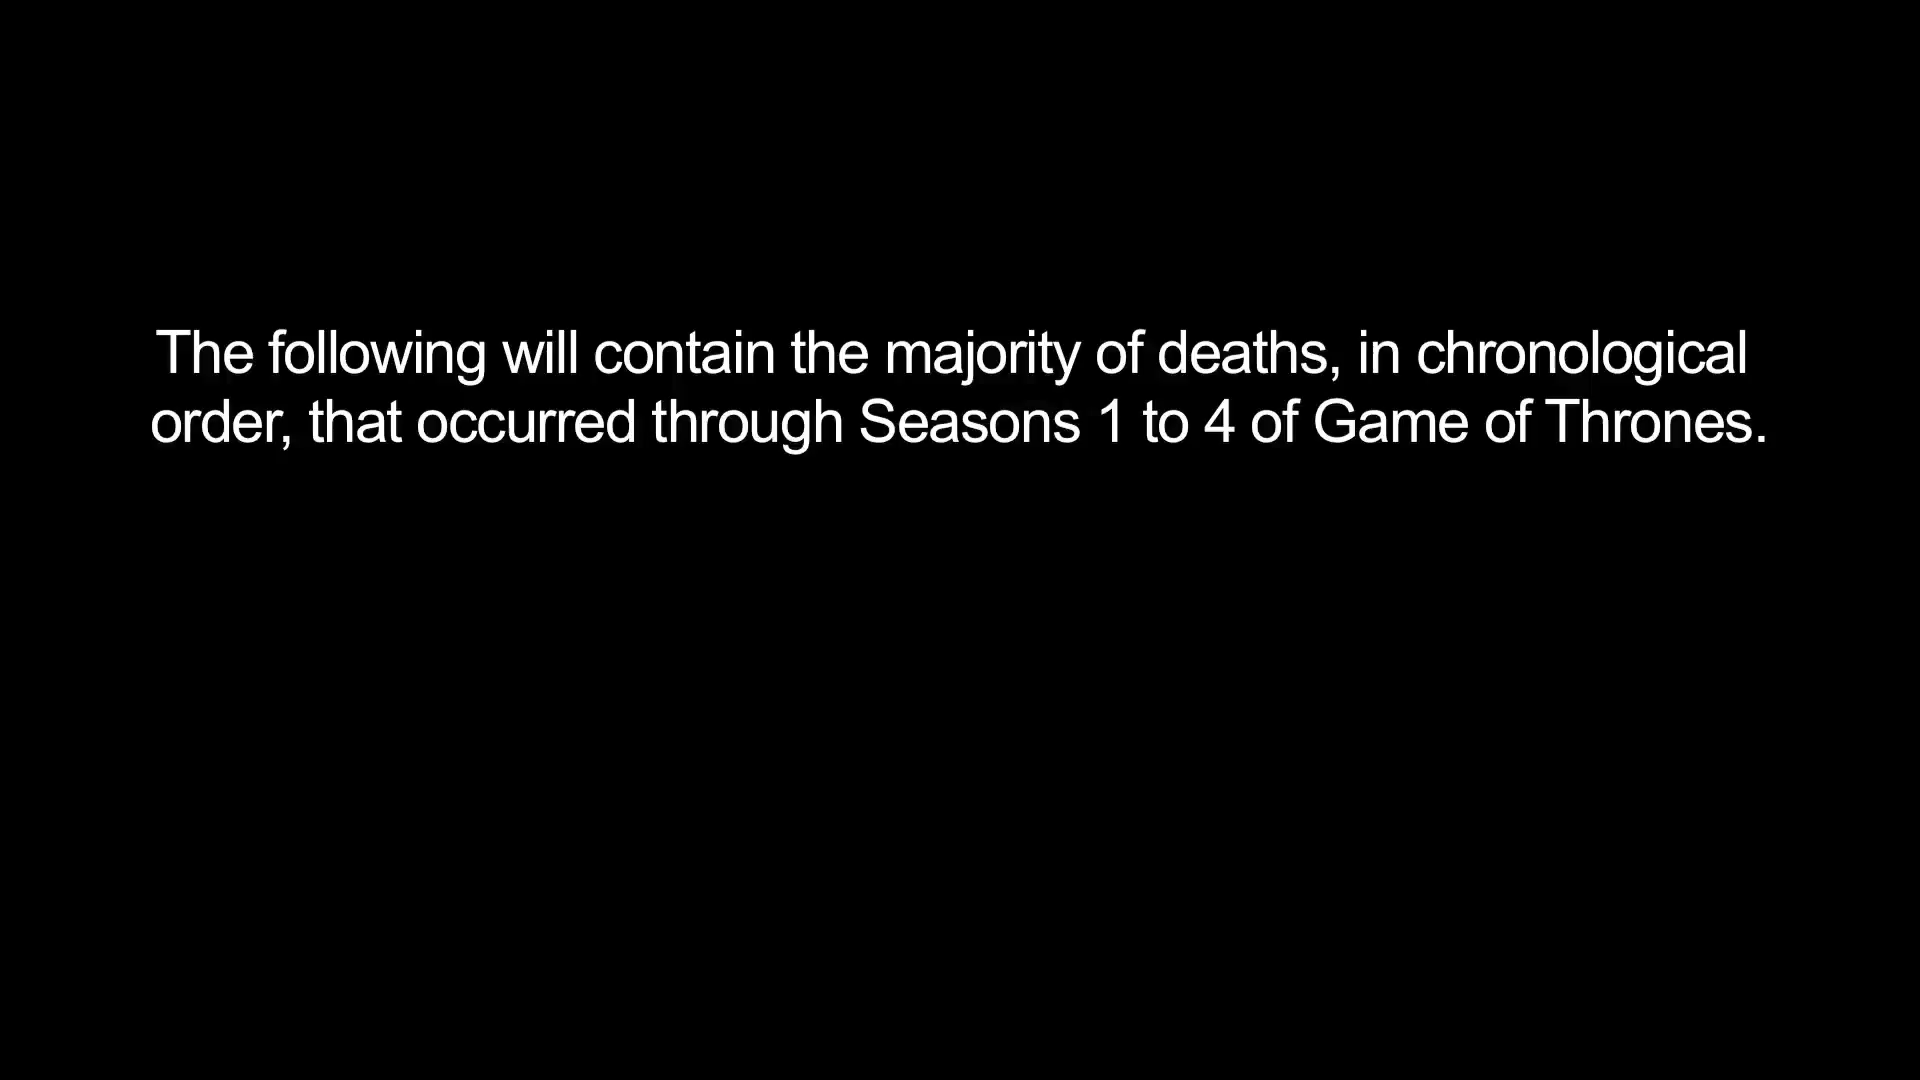 The following will contain the majority of deaths, in chronological
order, that occurred through Seasons 1 to 4 of Game of Thrones.